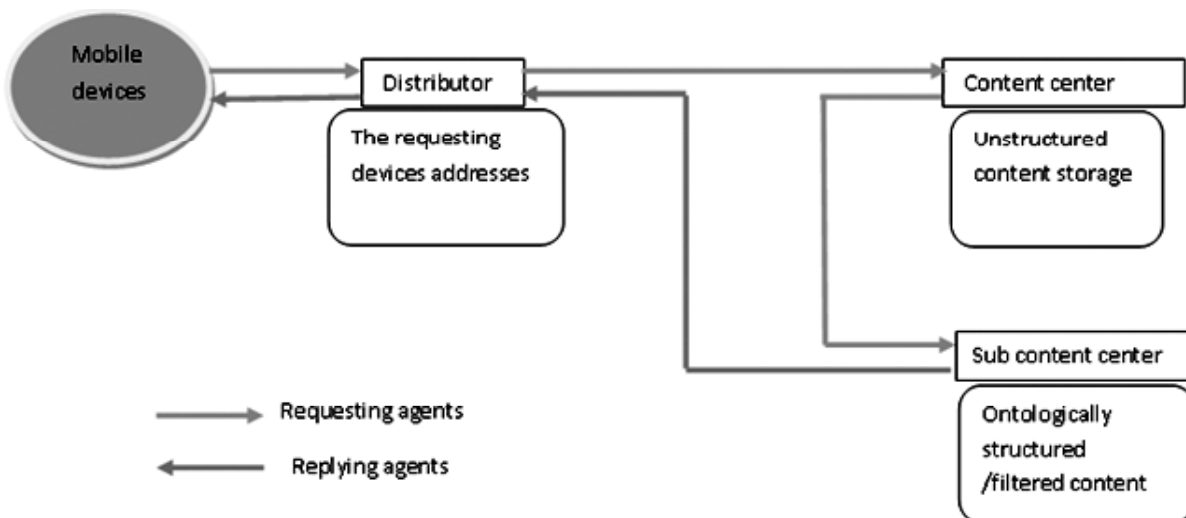 Mobile
devices
Distributor
The requesting
devices addresses
Content center
Unstructured
content storage
Sub content center
Ontologically
structured
/filtered content
Requesting agents
Replying agents